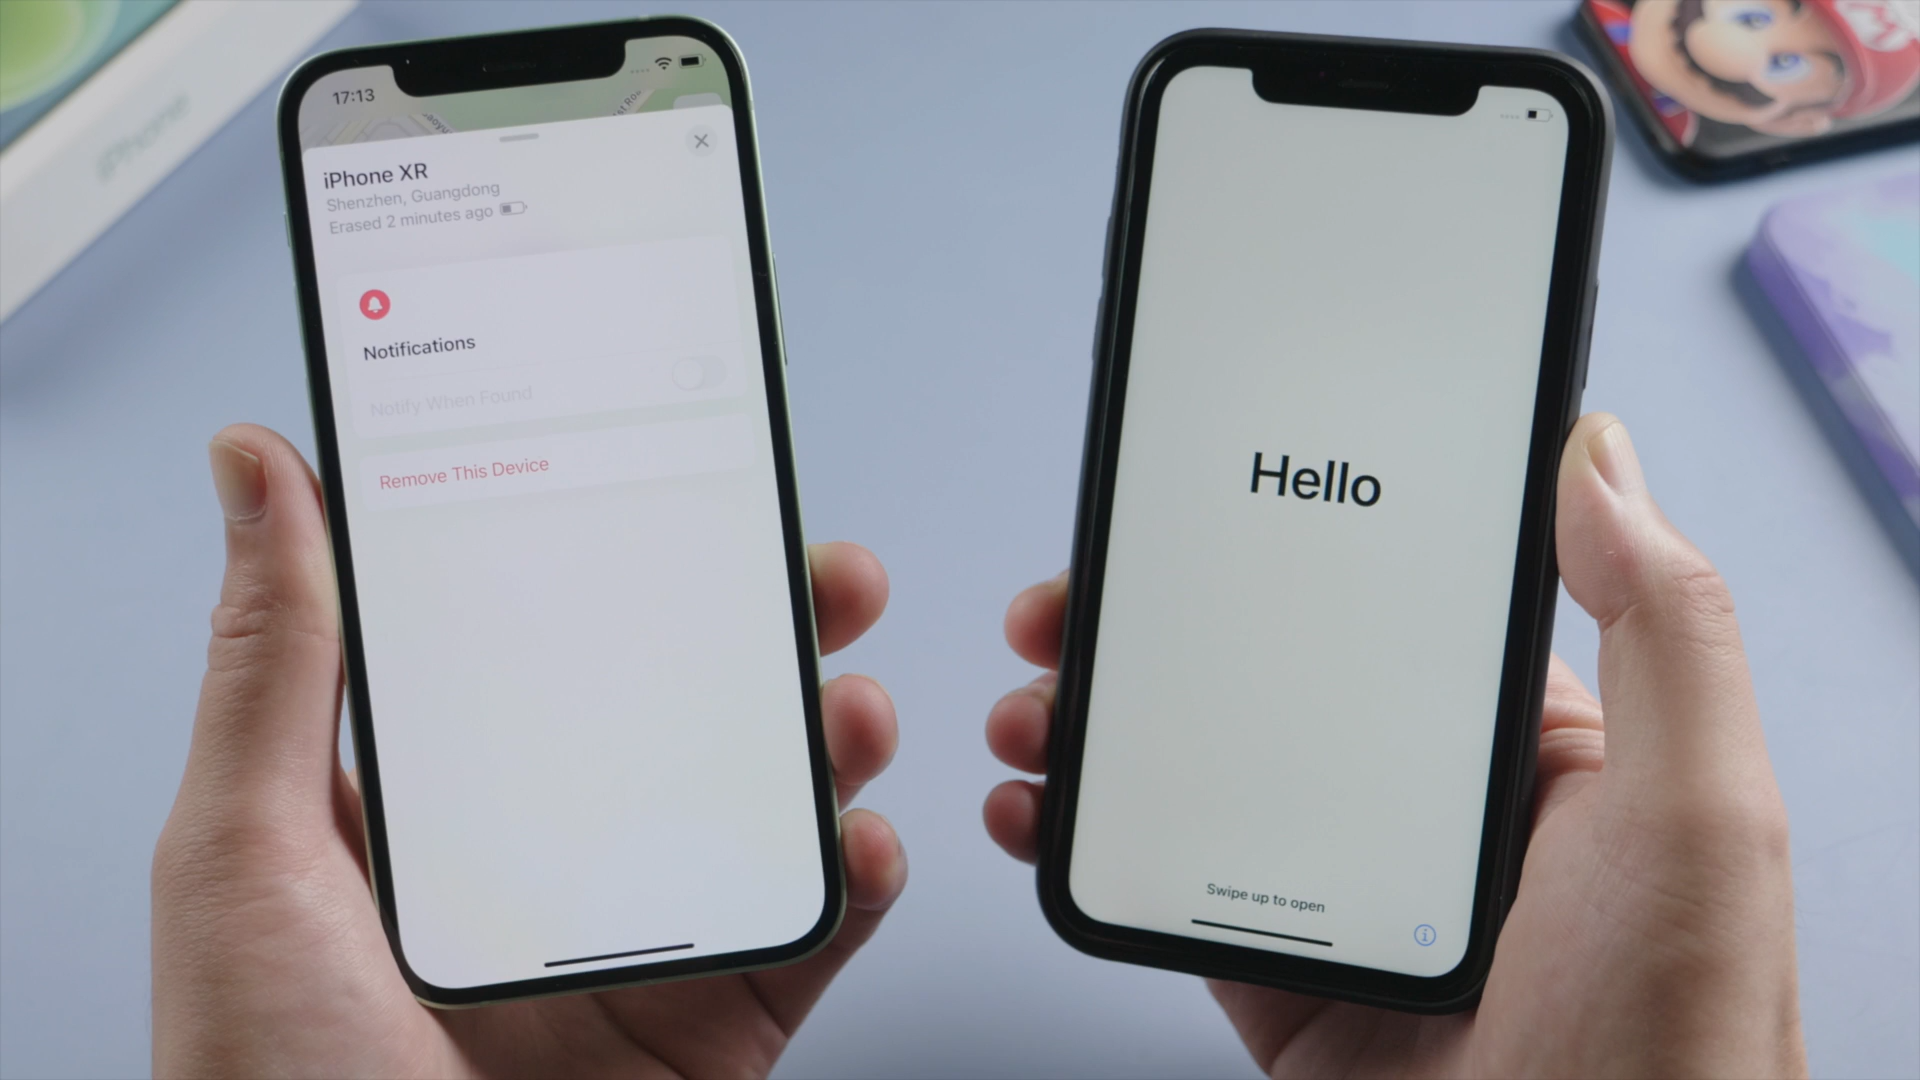 iPhone
17:13
iPhone XR
Shenzhen, Guangdong
Erased 2 minutes ago
Notifications
Notify When Found
Remove This Device
Hello
Swipe up to open
M